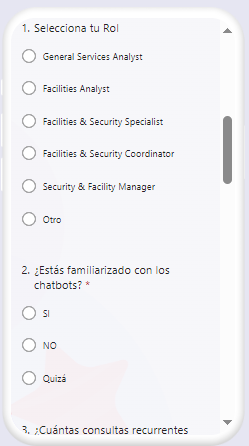 1. Selecciona tu Rol
General Services Analyst
Facilities Analyst
Facilities & Security Specialist
Facilities & Security Coordinator
Security & Facility Manager
Otro
2. ¿Estás familiarizado con los
chatbots? *
SI
NO
Quizá
3. ¿Cuántas consultas recurrentes